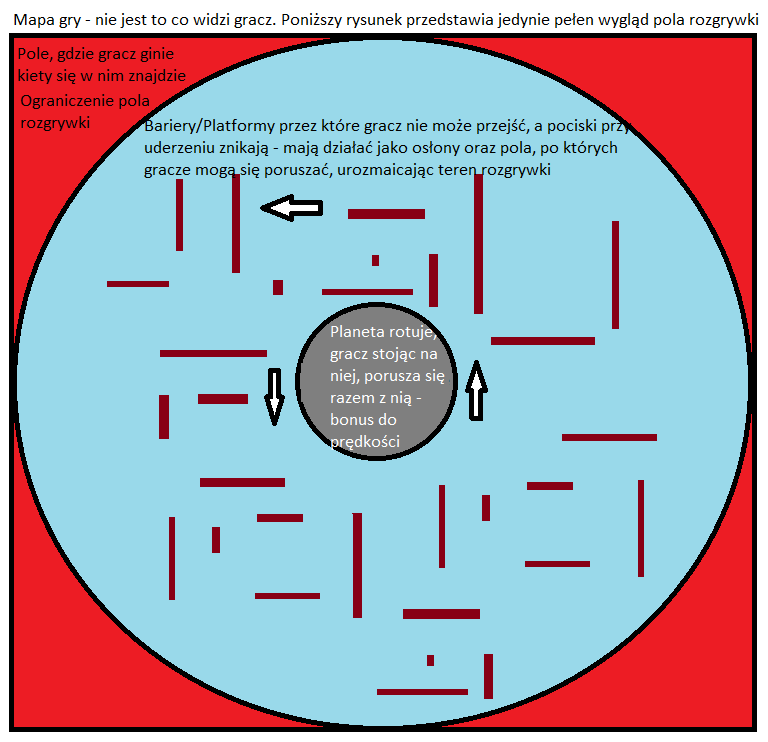 Mapa gry - nie jest to co widzi gracz. Poniższy rysunek przedstawia jedynie pełen wygląd pola rozgrywki
Pole, gdzie gracz ginie
kiety się w nim znajdzie
Ograniczenie pola
rozgrywki
Bariery/Platformy przez które gracz nie może przejść, a pociski przy
uderzeniu znikają - mają działać jako osłony oraz pola, po których
gracze mogą się poruszać, urozmaicając teren rozgrywki
Planeta rotuje,
gracz stojąc na
niej, porusza się
razem z nią -
bonus do
prędkości